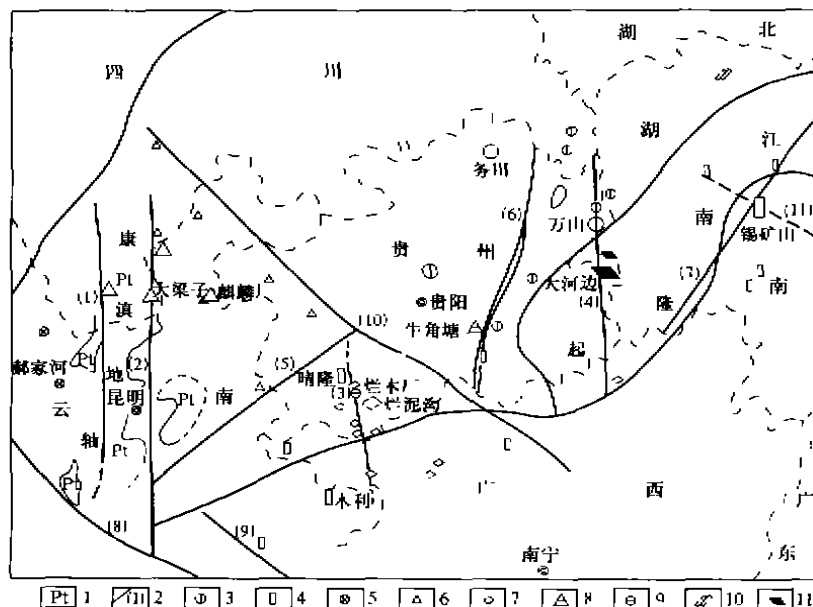 湖 北
四 川
湖
江
务川
(6)
南
(11)
万山
锡矿山
康
贵 州
Pt
(1)
大梁子
麒麟厂
大河边
(7)
南
滇
贵阳
(4)
隆
(10)
牛角塘
郝家河
Pt
(2)
(5)
起
地
晴隆
烂木厂
昆明
(3)
云
Pt
南
烂泥沟
轴
Pt
Pt
木利
西
广
(8)
(9)
南宁
东
Pt 1 (1) 2 3 4 5 6 7 8 9 10 11